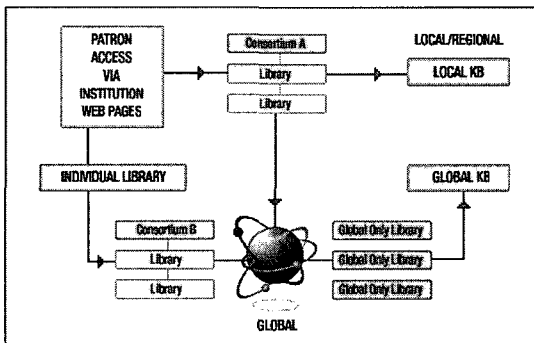 PATRON
ACCESS
VIA
INSTITUTION
WEB PAGES
Consortium A
Library
Library
LOCAL/REGIONAL
LOCAL KB
INDIVIDUAL LIBRARY
GLOBAL KB
Consortium B
Library
Library
Global Only Library
Global Only Library
Global Only Library
GLOBAL